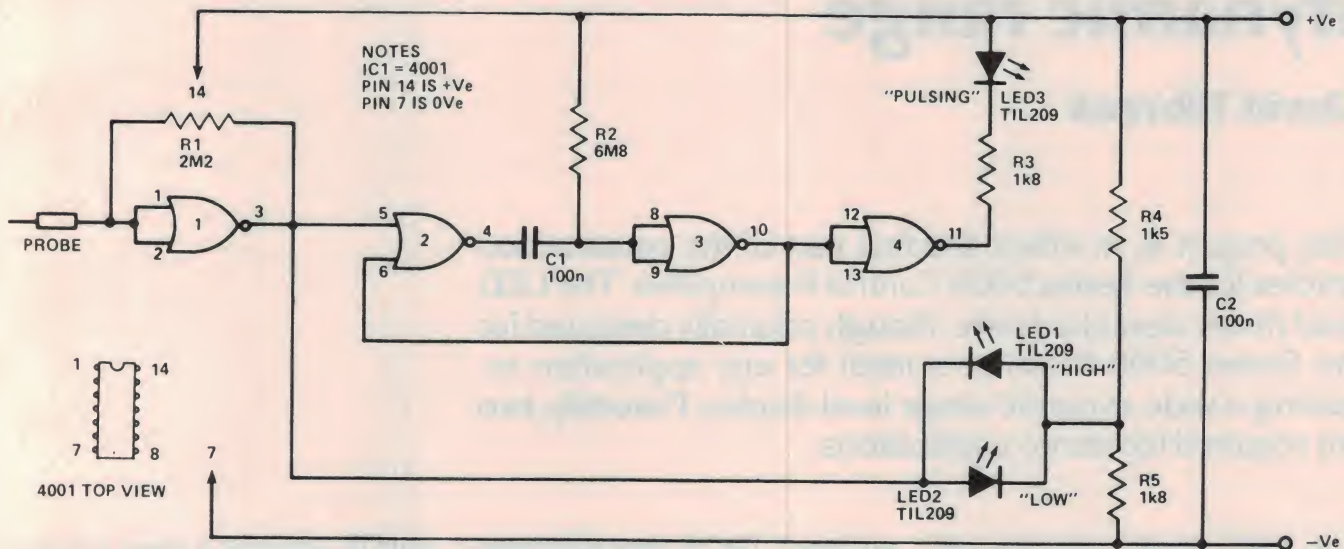 14
NOTES
IC1 = 4001
PIN 14 IS +Ve
PIN 7 IS 0Ve
+Ve
"PULSING"
LED3
TIL209
R1
2M2
R2
6M8
R3
1k8
R4
1k5
PROBE
1
2
1
3
5
6
2
4
C1
100n
8
9
3
10
12
13
4
11
C2
100n
LED1
TIL209
"HIGH"
1
14
7
8
4001 TOP VIEW
7
LED2
TIL209
"LOW"
R5
1k8
-Ve